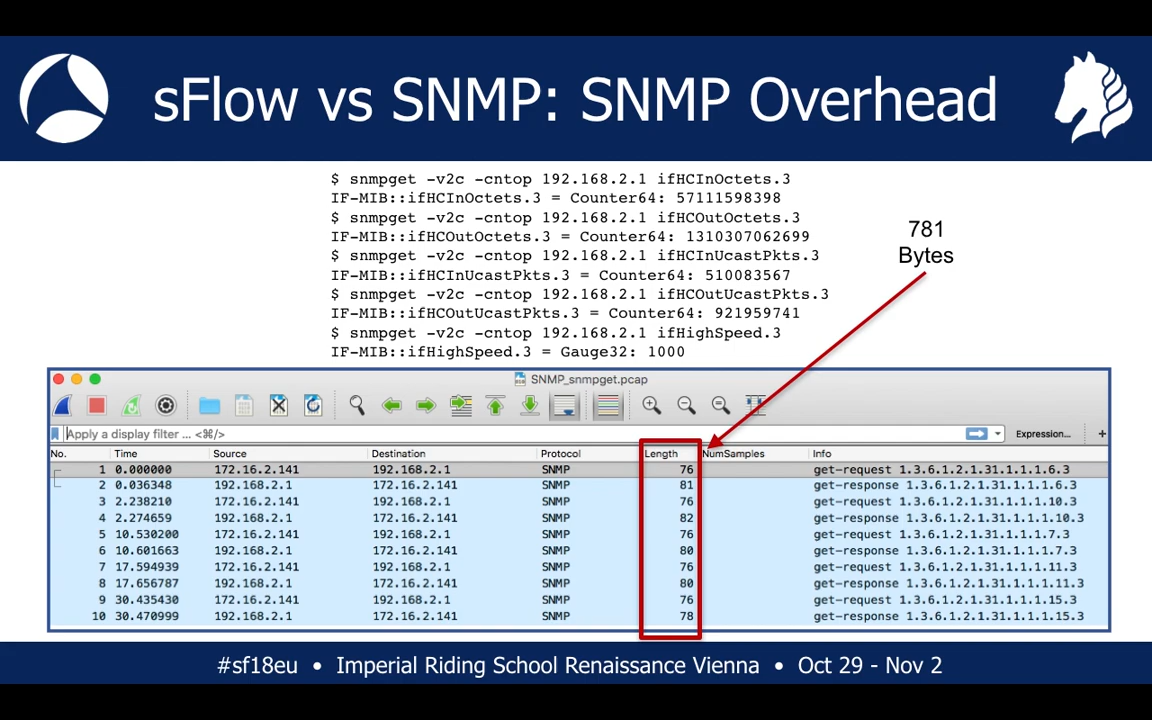 sFlow vs SNMP: SNMP Overhead
$ snmpget -v2c -cntop 192.168.2.1 ifHCInOctets.3
IF-MIB::ifHCInOctets.3 = Counter64: 57111598398
$ snmpget -v2c -cntop 192.168.2.1 ifHCOutOctets.3
IF-MIB::ifHCOutOctets.3 = Counter64: 1310307062699
$ snmpget -v2c -cntop 192.168.2.1 ifHCInUcastPkts.3
IF-MIB::ifHCInUcastPkts.3 = Counter64: 510083567
$ snmpget -v2c -cntop 192.168.2.1 ifHCOutUcastPkts.3
IF-MIB::ifHCOutUcastPkts.3 = Counter64: 921959741
$ snmpget -v2c -cntop 192.168.2.1 ifHighSpeed.3
IF-MIB::ifHighSpeed.3 = Gauge32: 1000
781
Bytes
SNMP_snmpget.pcap
Apply a display filter ... <⌘/> Expression... +
No. Time Source Destination Protocol Length NumSamples Info
1 0.000000 172.16.2.141 192.168.2.1 SNMP 76 get-request 1.3.6.1.2.1.31.1.1.1.6.3
2 0.036348 192.168.2.1 172.16.2.141 SNMP 81 get-response 1.3.6.1.2.1.31.1.1.1.6.3
3 2.238210 172.16.2.141 192.168.2.1 SNMP 76 get-request 1.3.6.1.2.1.31.1.1.1.10.3
4 2.274659 192.168.2.1 172.16.2.141 SNMP 82 get-response 1.3.6.1.2.1.31.1.1.1.10.3
5 10.530200 172.16.2.141 192.168.2.1 SNMP 76 get-request 1.3.6.1.2.1.31.1.1.1.7.3
6 10.601663 192.168.2.1 172.16.2.141 SNMP 80 get-response 1.3.6.1.2.1.31.1.1.1.7.3
7 17.594939 172.16.2.141 192.168.2.1 SNMP 76 get-request 1.3.6.1.2.1.31.1.1.1.11.3
8 17.656787 192.168.2.1 172.16.2.141 SNMP 80 get-response 1.3.6.1.2.1.31.1.1.1.11.3
9 30.435430 172.16.2.141 192.168.2.1 SNMP 76 get-request 1.3.6.1.2.1.31.1.1.1.15.3
10 30.470999 192.168.2.1 172.16.2.141 SNMP 78 get-response 1.3.6.1.2.1.31.1.1.1.15.3
#sf18eu • Imperial Riding School Renaissance Vienna • Oct 29 - Nov 2